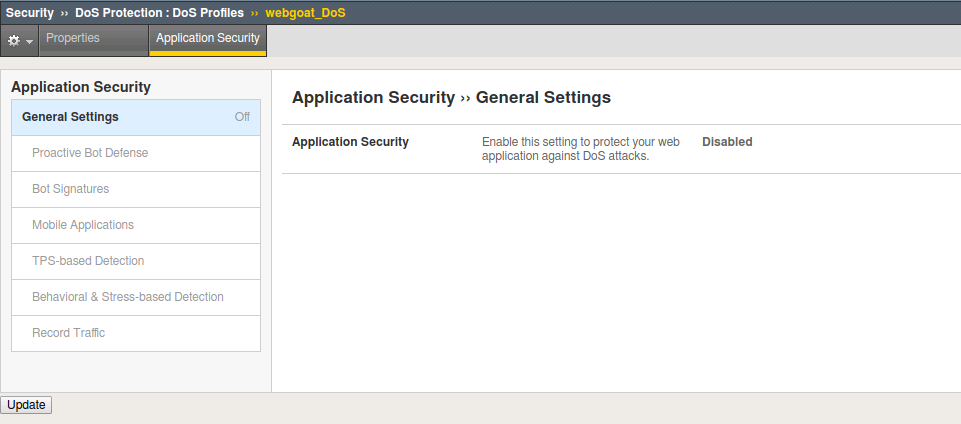 Security ›› DoS Protection : DoS Profiles ›› webgoat_DoS
Properties Application Security
Application Security
General Settings Off
Proactive Bot Defense
Bot Signatures
Mobile Applications
TPS-based Detection
Behavioral & Stress-based Detection
Record Traffic
Application Security ›› General Settings
Application Security Enable this setting to protect your web Disabled
application against DoS attacks.
Update